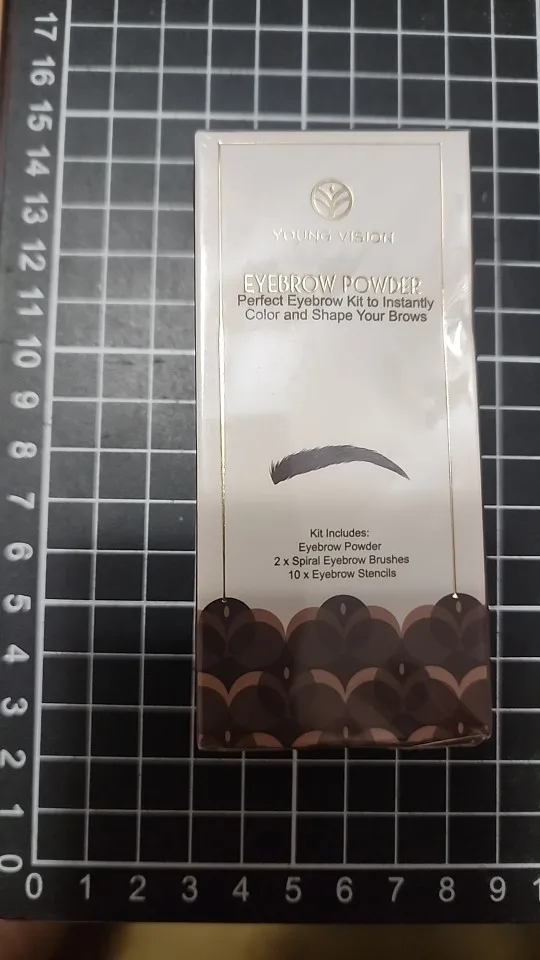 17
16
15
14
13
12
11
10
9
8
7
6
5
4
3
2
1
0
YOUNG VISION
EYEBROW POWDER
Perfect Eyebrow Kit to Instantly
Color and Shape Your Brows
Kit Includes:
Eyebrow Powder
2 x Spiral Eyebrow Brushes
10 x Eyebrow Stencils
0 1 2 3 4 5 6 7 8 9